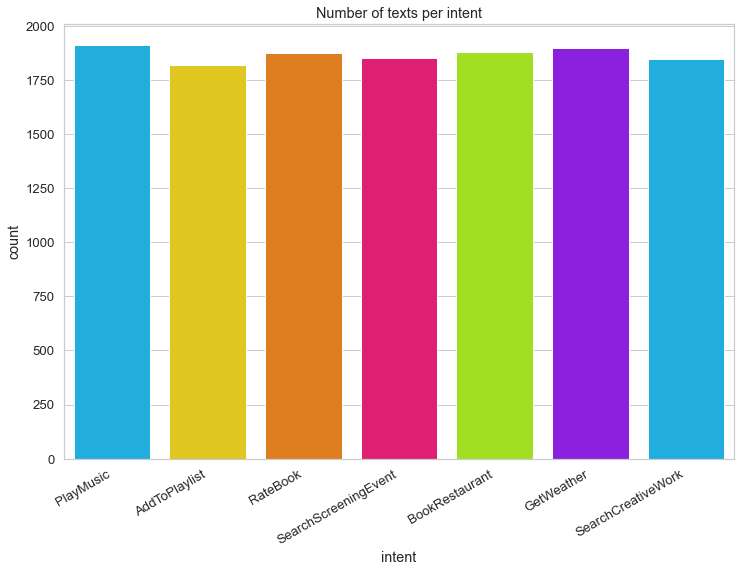 Number of texts per intent
2000
1750
1500
1250
1000
750
500
250
0
count
PlayMusic
AddToPlaylist
RateBook
SearchScreeningEvent
BookRestaurant
GetWeather
SearchCreativeWork
intent